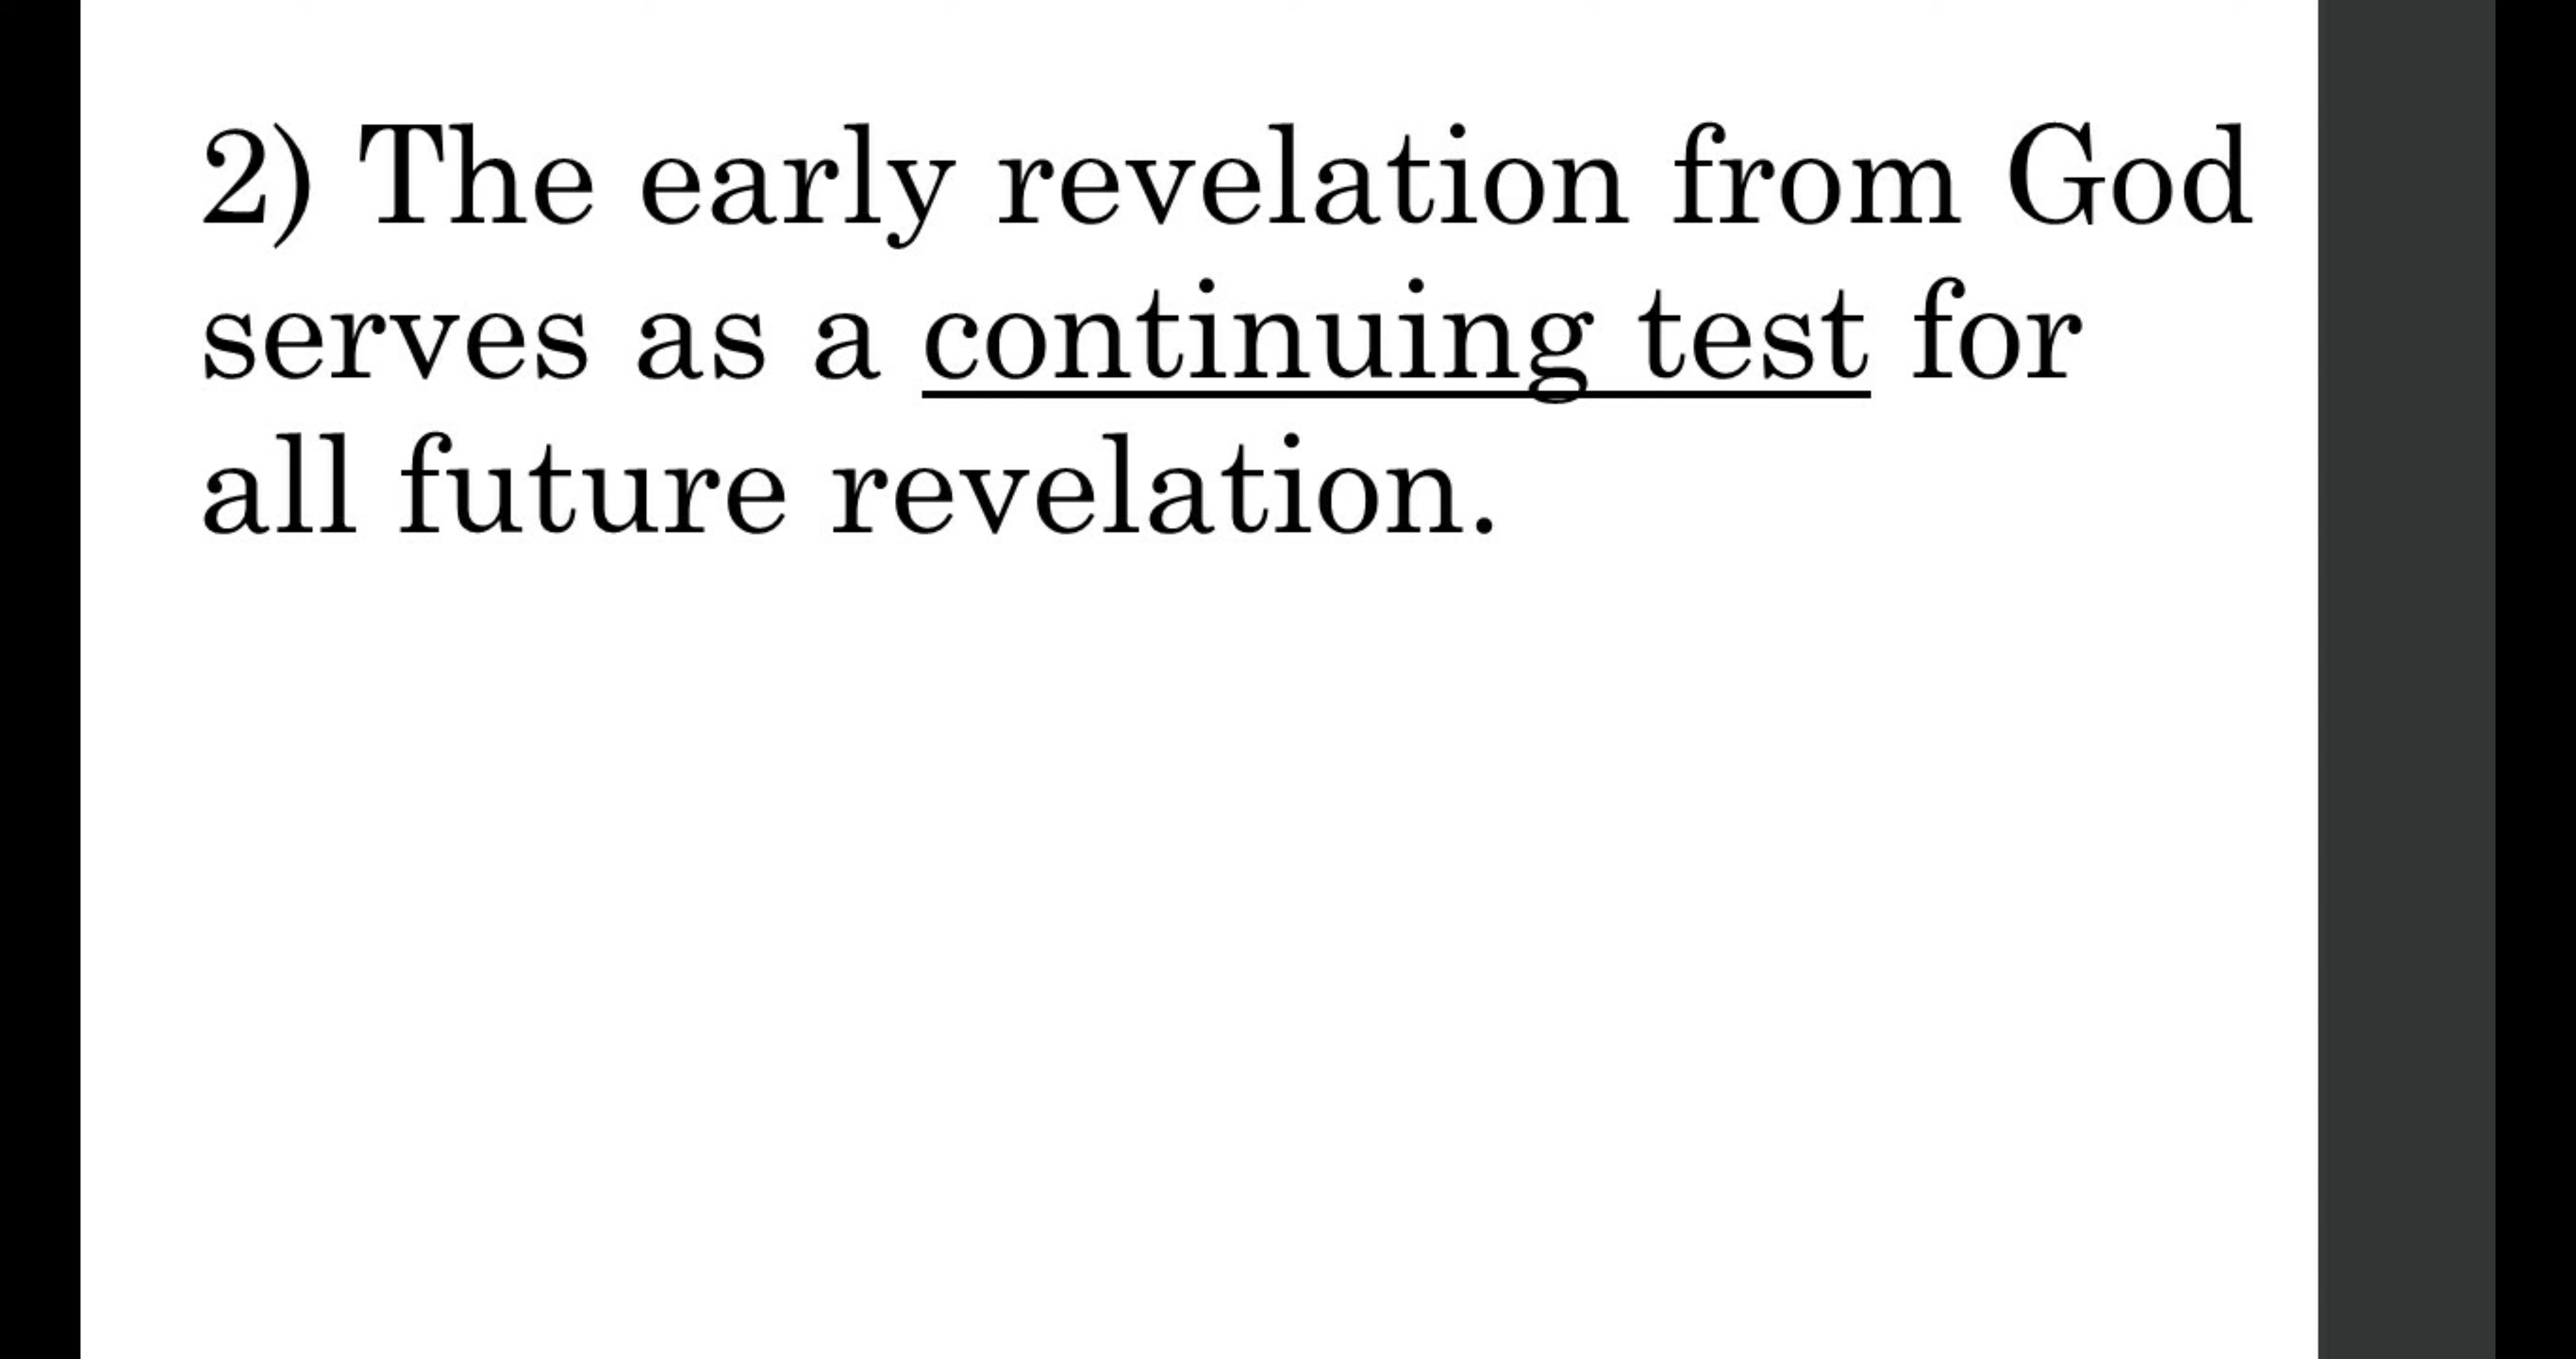 2) The early revelation from God
serves as a continuing test for
all future revelation.